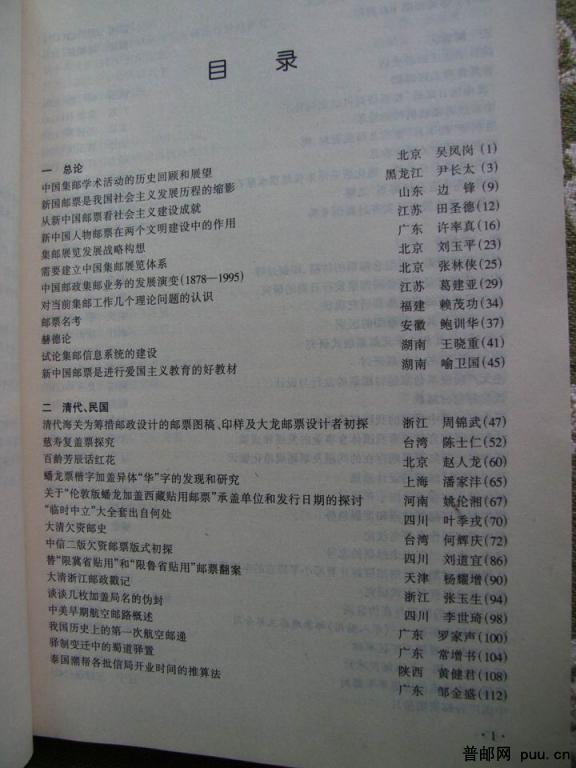 目 录
一 总论
中国集邮学术活动的历史回顾和展望 北京 吴凤岗(1)
新国邮票是我国社会主义发展历程的缩影 黑龙江 尹长太(3)
从新中国邮票看社会主义建设成就 山东 边 锋(9)
新中国人物邮票在两个文明建设中的作用 江苏 田圣德(12)
集邮展览发展战略构想 广东 许率真(16)
需要建立中国集邮展览体系 北京 刘玉平(23)
中国邮政集邮业务的发展演变(1878—1995) 北京 张林侠(25)
对当前集邮工作几个理论问题的认识 江苏 葛建亚(29)
邮票名考 福建 赖茂功(34)
赫德论 安徽 鲍训华(37)
试论集邮信息系统的建设 湖南 王晓重(41)
新中国邮票是进行爱国主义教育的好教材 湖南 喻卫国(45)
二 清代、民国
清代海关为筹措邮政设计的邮票图稿、印样及大龙邮票设计者初探 浙江 周锦武(47)
慈寿复盖票探究 台湾 陈士仁(52)
百龄芳辰话红花 北京 赵人龙(60)
蟠龙票楷字加盖异体“华”字的发现和研究 上海 潘家沣(65)
关于“伦敦版蟠龙加盖西藏贴用邮票”承盖单位和发行日期的探讨 河南 姚伦湘(67)
“临时中立”大全套出自何处 四川 叶季戎(70)
大清欠资邮史 台湾 何辉庆(72)
中信二版欠资邮票版式初探 四川 刘道宜(86)
替“限冀省贴用”和“限鲁省贴用”邮票翻案 天津 杨耀增(90)
大清浙江邮政戳记 浙江 张玉生(94)
谈谈几枚加盖局名的伪封 四川 李世琦(98)
中美早期航空邮路概述 广东 罗家声(100)
我国历史上的第一次航空邮递 广东 常增书(104)
驿制变迁中的蜀道驿置 陕西 黄健君(108)
泰国潮帮各批信局开业时间的推算法 广东 邹金盛(112)
·1·
普邮网 puu.cn